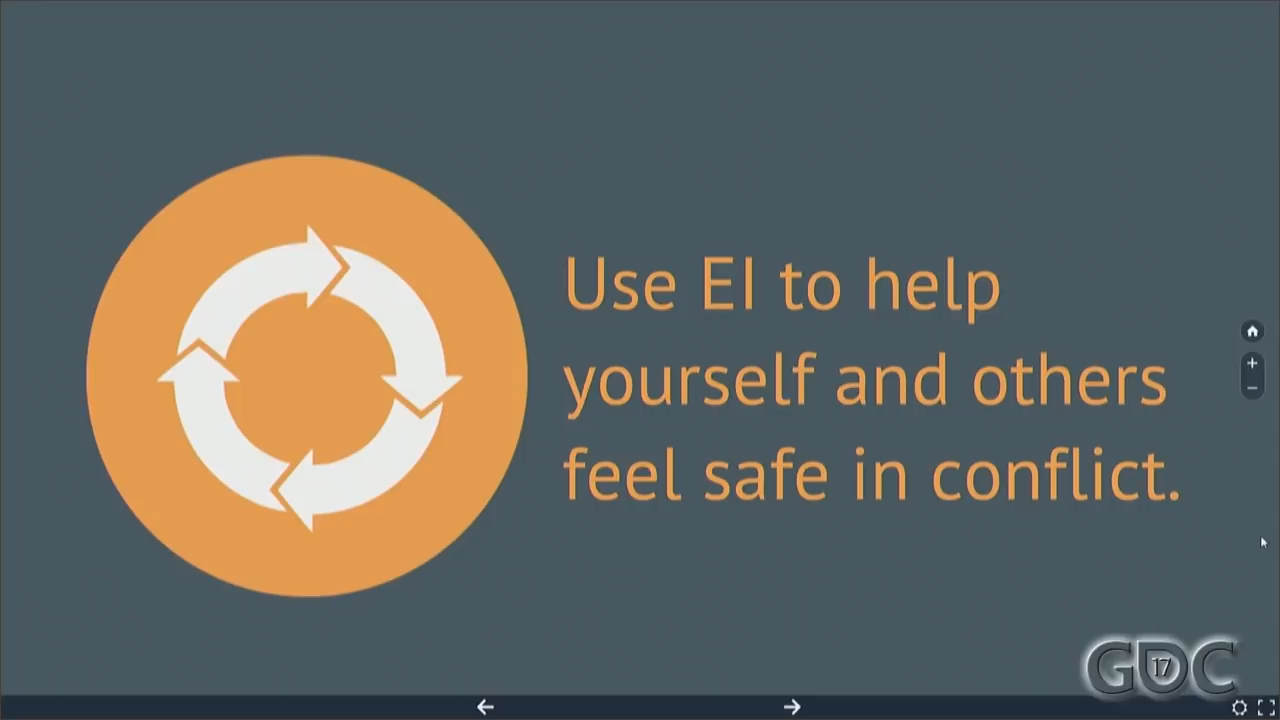 Use EI to help
yourself and others
feel safe in conflict.
GDC
17